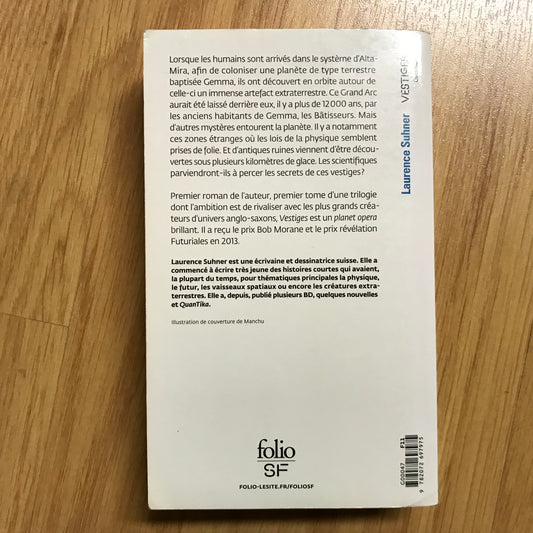 Lorsque les humains sont arrivés dans le système d'Alta-
Mira, afin de coloniser une planète de type terrestre
baptisée Gemma, ils ont découvert en orbite autour de
celle-ci un immense artefact extraterrestre. Ce Grand Arc
aurait été laissé derrière eux, il y a plus de 12 000 ans, par
les anciens habitants de Gemma, les Bâtisseurs. Mais
d'autres mystères entourent la planète. Il y a notamment
ces zones étranges où les lois de la physique semblent
prises de folie. Et d'antiques ruines viennent d'être décou-
vertes sous plusieurs kilomètres de glace. Les scientifiques
parviendront-ils à percer les secrets de ces vestiges?
Premier roman de l'auteur, premier tome d'une trilogie
dont l'ambition est de rivaliser avec les plus grands créa-
teurs d'univers anglo-saxons, Vestiges est un planet opera
brillant. Il a reçu le prix Bob Morane et le prix révélation
Futuriales en 2013.
Laurence Suhner est une écrivaine et dessinatrice suisse. Elle a
commencé à écrire très jeune des histoires courtes qui avaient,
la plupart du temps, pour thématiques principales la physique,
le futur, les vaisseaux spatiaux ou encore les créatures extra-
terrestres. Elle a, depuis, publié plusieurs BD, quelques nouvelles
et QuanTika.
Illustration de couverture de Manchu
folio
SF
FOLIO-LESITE.FR/FOLIOSF
Laurence Suhner VESTIGES
G00047 F11
9 782072 697975